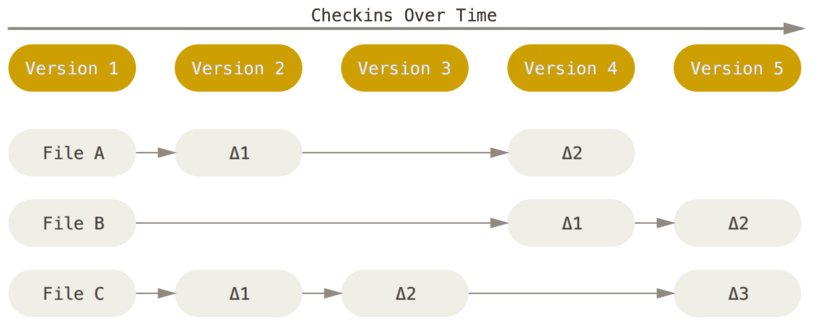 Checkins Over Time
Version 1 Version 2 Version 3 Version 4 Version 5
File A Δ1 Δ2
File B Δ1 Δ2
File C Δ1 Δ2 Δ3